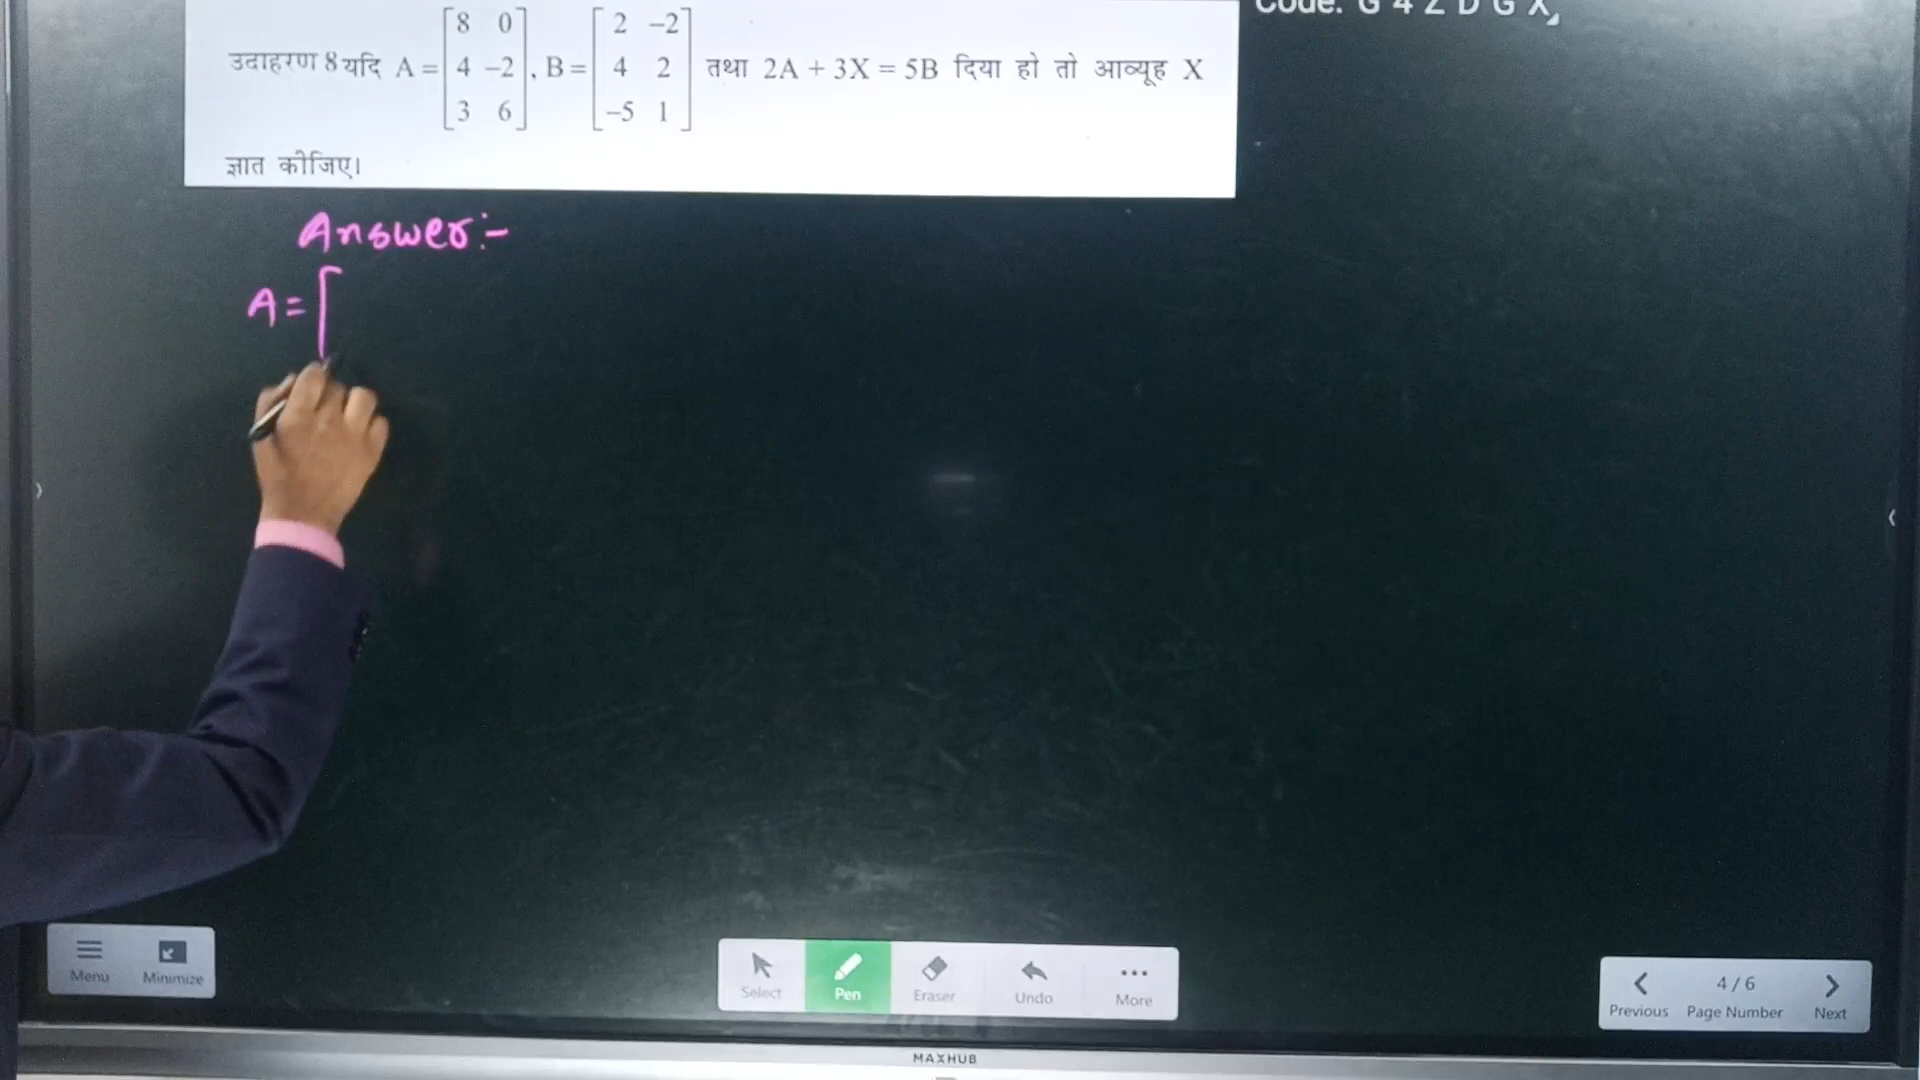 Code: G 4 Z D G X
उदाहरण 8 यदि A = [8 0; 4 –2; 3 6], B = [2 –2; 4 2; –5 1] तथा 2A + 3X = 5B दिया हो तो आव्यूह X
ज्ञात कीजिए।
Answer:-
A = [
Menu
Minimize
Select
Pen
Eraser
Undo
More
4 / 6
Previous
Page Number
Next
MAXHUB